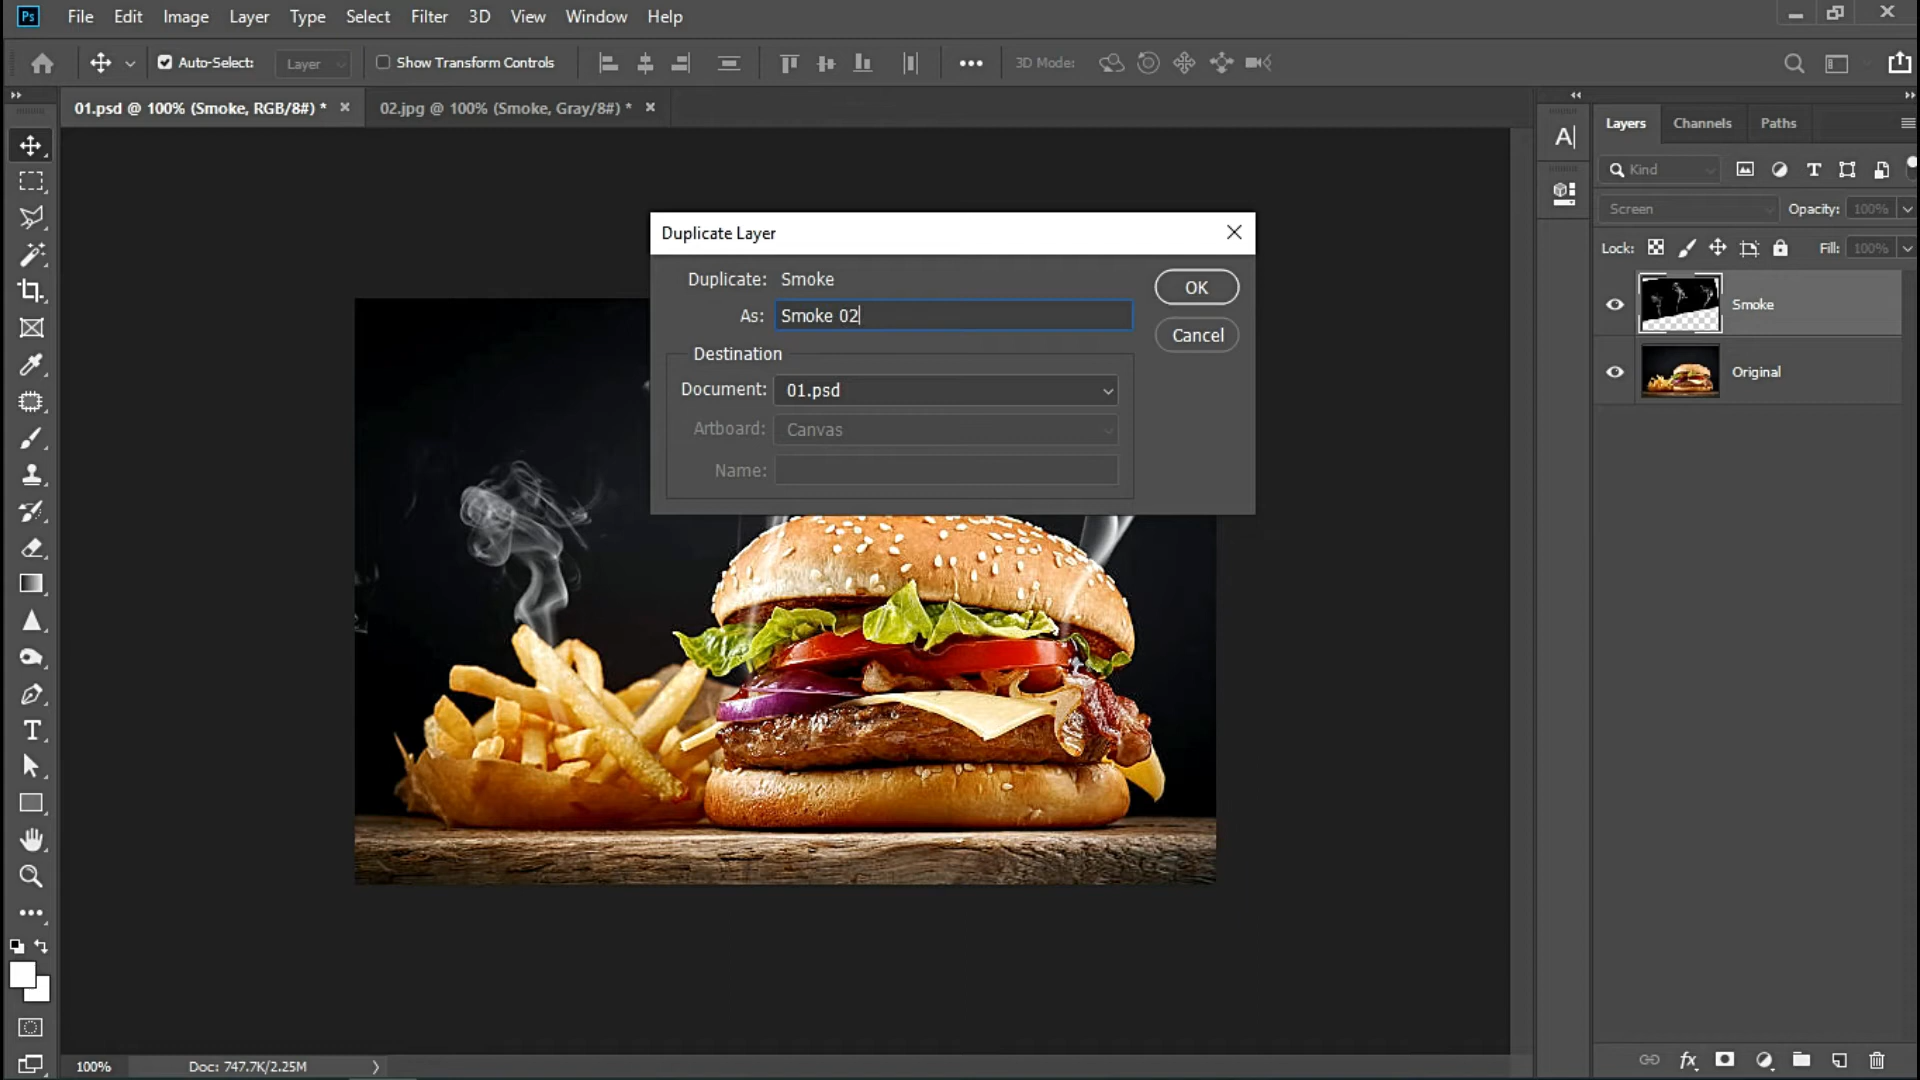 Ps File Edit Image Layer Type Select Filter 3D View Window Help
Auto-Select: Layer Show Transform Controls 3D Mode:
01.psd @ 100% (Smoke, RGB/8#) * 02.jpg @ 100% (Smoke, Gray/8#) *
Layers Channels Paths
Kind
Screen Opacity: 100%
Lock: Fill: 100%
Smoke
Original
Duplicate Layer
Duplicate: Smoke
As: Smoke 02
OK
Cancel
Destination
Document: 01.psd
Artboard: Canvas
Name:
100% Doc: 747.7K/2.25M